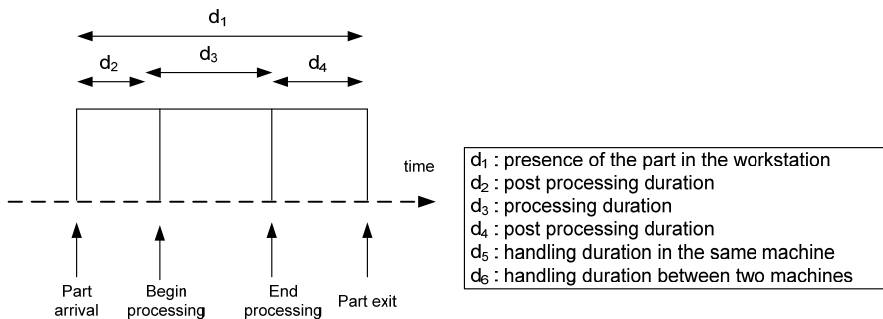 d₁
d₂
d₃
d₄
time
Part
arrival
Begin
processing
End
processing
Part exit
d₁ : presence of the part in the workstation
d₂ : post processing duration
d₃ : processing duration
d₄ : post processing duration
d₅ : handling duration in the same machine
d₆ : handling duration between two machines